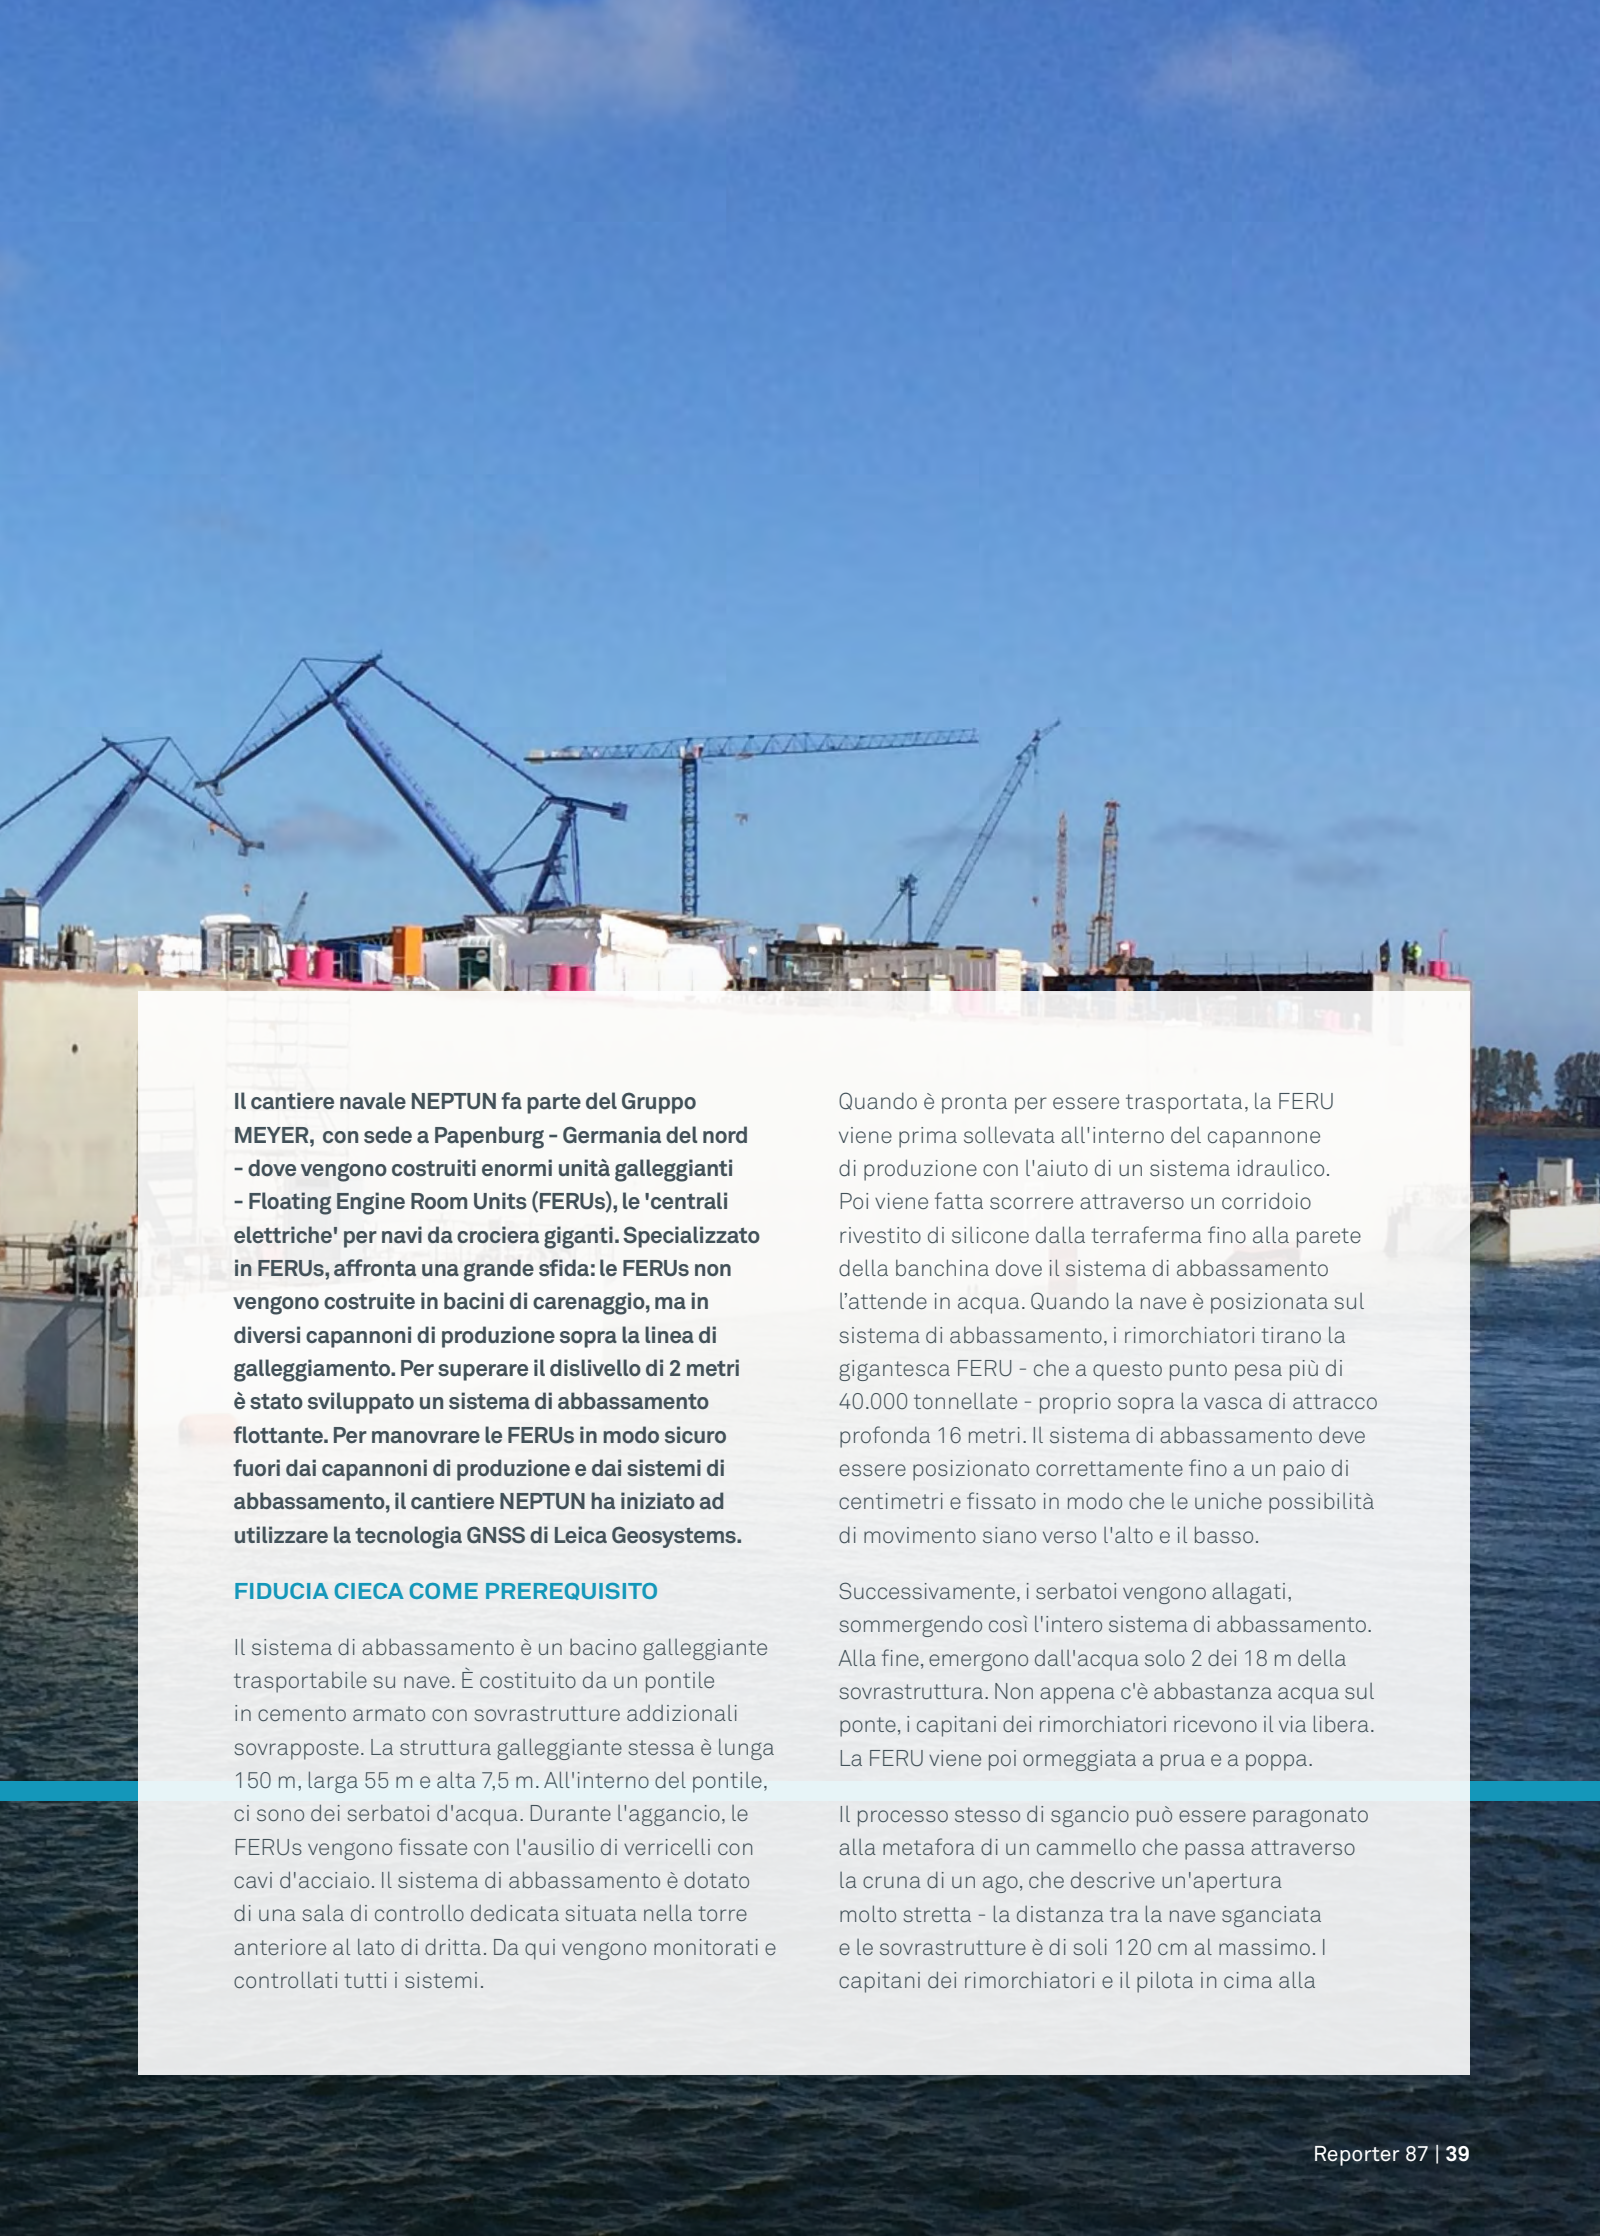 Il cantiere navale NEPTUN fa parte del Gruppo
MEYER, con sede a Papenburg - Germania del nord
- dove vengono costruiti enormi unità galleggianti
- Floating Engine Room Units (FERUs), le 'centrali
elettriche' per navi da crociera giganti. Specializzato
in FERUs, affronta una grande sfida: le FERUs non
vengono costruite in bacini di carenaggio, ma in
diversi capannoni di produzione sopra la linea di
galleggiamento. Per superare il dislivello di 2 metri
è stato sviluppato un sistema di abbassamento
flottante. Per manovrare le FERUs in modo sicuro
fuori dai capannoni di produzione e dai sistemi di
abbassamento, il cantiere NEPTUN ha iniziato ad
utilizzare la tecnologia GNSS di Leica Geosystems.
FIDUCIA CIECA COME PREREQUISITO
Il sistema di abbassamento è un bacino galleggiante
trasportabile su nave. È costituito da un pontile
in cemento armato con sovrastrutture addizionali
sovrapposte. La struttura galleggiante stessa è lunga
150 m, larga 55 m e alta 7,5 m. All'interno del pontile,
ci sono dei serbatoi d'acqua. Durante l'aggancio, le
FERUs vengono fissate con l'ausilio di verricelli con
cavi d'acciaio. Il sistema di abbassamento è dotato
di una sala di controllo dedicata situata nella torre
anteriore al lato di dritta. Da qui vengono monitorati e
controllati tutti i sistemi.
Quando è pronta per essere trasportata, la FERU
viene prima sollevata all'interno del capannone
di produzione con l'aiuto di un sistema idraulico.
Poi viene fatta scorrere attraverso un corridoio
rivestito di silicone dalla terraferma fino alla parete
della banchina dove il sistema di abbassamento
l’attende in acqua. Quando la nave è posizionata sul
sistema di abbassamento, i rimorchiatori tirano la
gigantesca FERU - che a questo punto pesa più di
40.000 tonnellate - proprio sopra la vasca di attracco
profonda 16 metri. Il sistema di abbassamento deve
essere posizionato correttamente fino a un paio di
centimetri e fissato in modo che le uniche possibilità
di movimento siano verso l'alto e il basso.
Successivamente, i serbatoi vengono allagati,
sommergendo così l'intero sistema di abbassamento.
Alla fine, emergono dall'acqua solo 2 dei 18 m della
sovrastruttura. Non appena c'è abbastanza acqua sul
ponte, i capitani dei rimorchiatori ricevono il via libera.
La FERU viene poi ormeggiata a prua e a poppa.
Il processo stesso di sgancio può essere paragonato
alla metafora di un cammello che passa attraverso
la cruna di un ago, che descrive un'apertura
molto stretta - la distanza tra la nave sganciata
e le sovrastrutture è di soli 120 cm al massimo. I
capitani dei rimorchiatori e il pilota in cima alla
Reporter 87 | 39